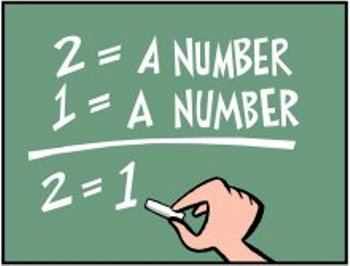 2 = A NUMBER
1 = A NUMBER
2 = 1